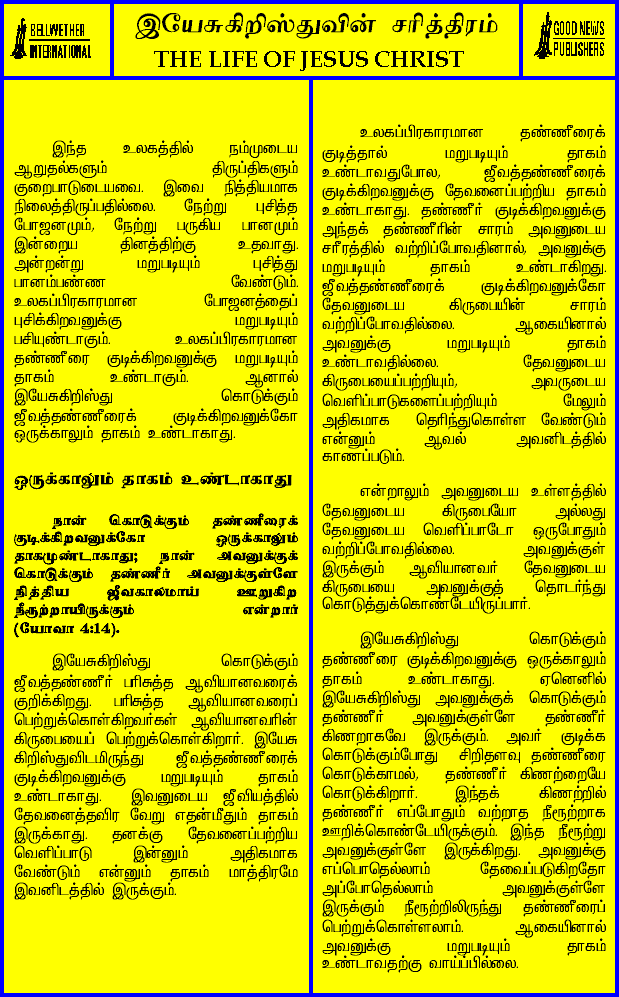 BELLWETHER
INTERNATIONAL
இயேசுகிறிஸ்துவின் சரித்திரம்
THE LIFE OF JESUS CHRIST
GOOD NEWS
PUBLISHERS
இந்த உலகத்தில் நம்முடைய
ஆறுதல்களும் திருப்திகளும்
குறைபாடுடையவை. இவை நித்தியமாக
நிலைத்திருப்பதில்லை. நேற்று புசித்த
போஜனமும், நேற்று பருகிய பானமும்
இன்றைய தினத்திற்கு உதவாது.
அன்றன்று மறுபடியும் புசித்து
பானம்பண்ண வேண்டும்.
உலகப்பிரகாரமான போஜனத்தைப்
புசிக்கிறவனுக்கு மறுபடியும்
பசியுண்டாகும். உலகப்பிரகாரமான
தண்ணீரை குடிக்கிறவனுக்கு மறுபடியும்
தாகம் உண்டாகும். ஆனால்
இயேசுகிறிஸ்து கொடுக்கும்
ஜீவத்தண்ணீரைக் குடிக்கிறவனுக்கோ
ஒருக்காலும் தாகம் உண்டாகாது.
ஒருக்காலும் தாகம் உண்டாகாது
நான் கொடுக்கும் தண்ணீரைக்
குடிக்கிறவனுக்கோ ஒருக்காலும்
தாகமுண்டாகாது; நான் அவனுக்குக்
கொடுக்கும் தண்ணீர் அவனுக்குள்ளே
நித்திய ஜீவகாலமாய் ஊறுகிற
நீரூற்றாயிருக்கும் என்றார்
(யோவா 4:14).
இயேசுகிறிஸ்து கொடுக்கும்
ஜீவத்தண்ணீர் பரிசுத்த ஆவியானவரைக்
குறிக்கிறது. பரிசுத்த ஆவியானவரைப்
பெற்றுக்கொள்கிறவர்கள் ஆவியானவரின்
கிருபையைப் பெற்றுக்கொள்கிறார். இயேசு
கிறிஸ்துவிடமிருந்து ஜீவத்தண்ணீரைக்
குடிக்கிறவனுக்கு மறுபடியும் தாகம்
உண்டாகாது. இவனுடைய ஜீவியத்தில்
தேவனைத்தவிர வேறு எதன்மீதும் தாகம்
இருக்காது. தனக்கு தேவனைப்பற்றிய
வெளிப்பாடு இன்னும் அதிகமாக
வேண்டும் என்னும் தாகம் மாத்திரமே
இவனிடத்தில் இருக்கும்.
உலகப்பிரகாரமான தண்ணீரைக்
குடித்தால் மறுபடியும் தாகம்
உண்டாவதுபோல, ஜீவத்தண்ணீரைக்
குடிக்கிறவனுக்கு தேவனைப்பற்றிய தாகம்
உண்டாகாது. தண்ணீர் குடிக்கிறவனுக்கு
அந்தக் தண்ணீரின் சாரம் அவனுடைய
சரீரத்தில் வற்றிப்போவதினால், அவனுக்கு
மறுபடியும் தாகம் உண்டாகிறது.
ஜீவத்தண்ணீரைக் குடிக்கிறவனுக்கோ
தேவனுடைய கிருபையின் சாரம்
வற்றிப்போவதில்லை. ஆகையினால்
அவனுக்கு மறுபடியும் தாகம்
உண்டாவதில்லை. தேவனுடைய
கிருபையைப்பற்றியும், அவருடைய
வெளிப்பாடுகளைப்பற்றியும் மேலும்
அதிகமாக தெரிந்துகொள்ள வேண்டும்
என்னும் ஆவல் அவனிடத்தில்
காணப்படும்.
என்றாலும் அவனுடைய உள்ளத்தில்
தேவனுடைய கிருபையோ அல்லது
தேவனுடைய வெளிப்பாடோ ஒருபோதும்
வற்றிப்போவதில்லை. அவனுக்குள்
இருக்கும் ஆவியானவர் தேவனுடைய
கிருபையை அவனுக்குத் தொடர்ந்து
கொடுத்துக்கொண்டேயிருப்பார்.
இயேசுகிறிஸ்து கொடுக்கும்
தண்ணீரை குடிக்கிறவனுக்கு ஒருக்காலும்
தாகம் உண்டாகாது. ஏனெனில்
இயேசுகிறிஸ்து அவனுக்குக் கொடுக்கும்
தண்ணீர் அவனுக்குள்ளே தண்ணீர்
கிணறாகவே இருக்கும். அவர் குடிக்க
கொடுக்கும்போது சிறிதளவு தண்ணீரை
கொடுக்காமல், தண்ணீர் கிணற்றையே
கொடுக்கிறார். இந்தக் கிணற்றில்
தண்ணீர் எப்போதும் வற்றாத நீரூற்றாக
ஊறிக்கொண்டேயிருக்கும். இந்த நீரூற்று
அவனுக்குள்ளே இருக்கிறது. அவனுக்கு
எப்பொதெல்லாம் தேவைப்படுகிறதோ
அப்போதெல்லாம் அவனுக்குள்ளே
இருக்கும் நீரூற்றிலிருந்து தண்ணீரைப்
பெற்றுக்கொள்ளலாம். ஆகையினால்
அவனுக்கு மறுபடியும் தாகம்
உண்டாவதற்கு வாய்ப்பில்லை.